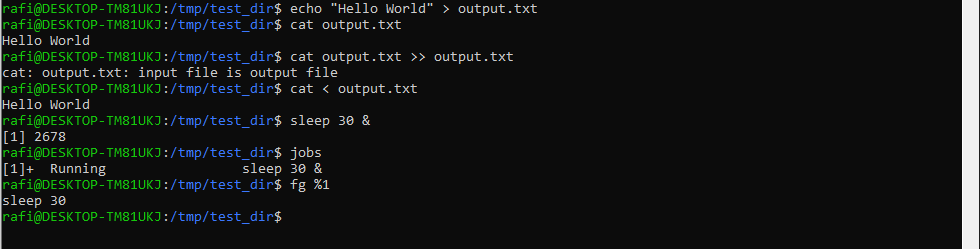 rafi@DESKTOP-TM81UKJ:/tmp/test_dir$ echo "Hello World" > output.txt
rafi@DESKTOP-TM81UKJ:/tmp/test_dir$ cat output.txt
Hello World
rafi@DESKTOP-TM81UKJ:/tmp/test_dir$ cat output.txt >> output.txt
cat: output.txt: input file is output file
rafi@DESKTOP-TM81UKJ:/tmp/test_dir$ cat < output.txt
Hello World
rafi@DESKTOP-TM81UKJ:/tmp/test_dir$ sleep 30 &
[1] 2678
rafi@DESKTOP-TM81UKJ:/tmp/test_dir$ jobs
[1]+  Running                 sleep 30 &
rafi@DESKTOP-TM81UKJ:/tmp/test_dir$ fg %1
sleep 30
rafi@DESKTOP-TM81UKJ:/tmp/test_dir$